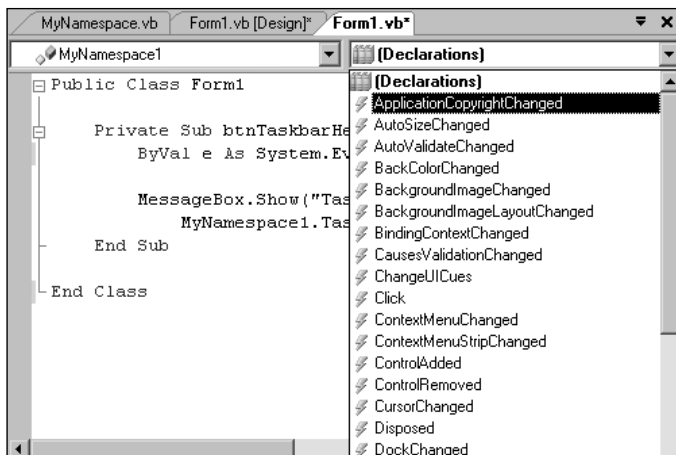 MyNamespace.vb Form1.vb [Design]* Form1.vb*
MyNamespace1 (Declarations)
Public Class Form1
Private Sub btnTaskbarHe
ByVal e As System.Ev
MessageBox.Show("Tas
MyNamespace1.Tas
End Sub
End Class
(Declarations)
ApplicationCopyrightChanged
AutoSizeChanged
AutoValidateChanged
BackColorChanged
BackgroundImageChanged
BackgroundImageLayoutChanged
BindingContextChanged
CausesValidationChanged
ChangeUICues
Click
ContextMenuChanged
ContextMenuStripChanged
ControlAdded
ControlRemoved
CursorChanged
Disposed
DockChanged